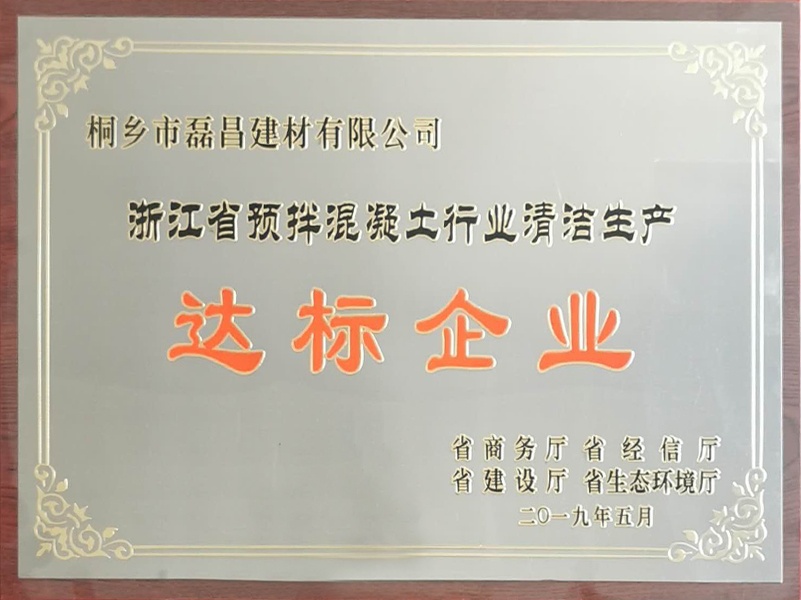 桐乡市磊昌建材有限公司
浙江省预拌混凝土行业清洁生产
达标企业
省商务厅 省经信厅
省建设厅 省生态环境厅
二〇一九年五月